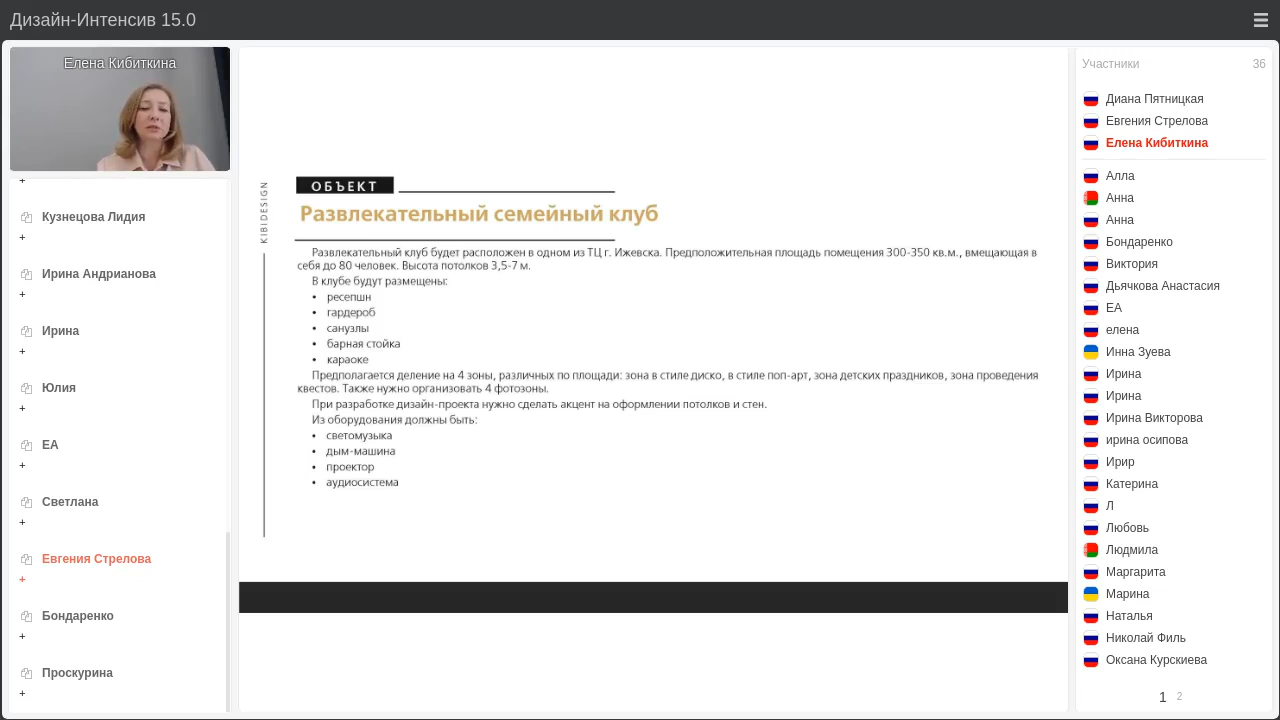 Дизайн-Интенсив 15.0
Елена Кибиткина
+
Кузнецова Лидия
+
Ирина Андрианова
+
Ирина
+
Юлия
+
ЕА
+
Светлана
+
Евгения Стрелова
+
Бондаренко
+
Проскурина
+
KIBIDESIGN
ОБЪЕКТ
Развлекательный семейный клуб
Развлекательный клуб будет расположен в одном из ТЦ г. Ижевска. Предположительная площадь помещения 300-350 кв.м., вмещающая в
себя до 80 человек. Высота потолков 3,5-7 м.
В клубе будут размещены:
• ресепшн
• гардероб
• санузлы
• барная стойка
• караоке
Предполагается деление на 4 зоны, различных по площади: зона в стиле диско, в стиле поп-арт, зона детских праздников, зона проведения
квестов. Также нужно организовать 4 фотозоны.
При разработке дизайн-проекта нужно сделать акцент на оформлении потолков и стен.
Из оборудования должны быть:
• светомузыка
• дым-машина
• проектор
• аудиосистема
Участники 36
Диана Пятницкая
Евгения Стрелова
Елена Кибиткина
Алла
Анна
Анна
Бондаренко
Виктория
Дьячкова Анастасия
ЕА
елена
Инна Зуева
Ирина
Ирина
Ирина Викторова
ирина осипова
Ирир
Катерина
Л
Любовь
Людмила
Маргарита
Марина
Наталья
Николай Филь
Оксана Курскиева
1 2